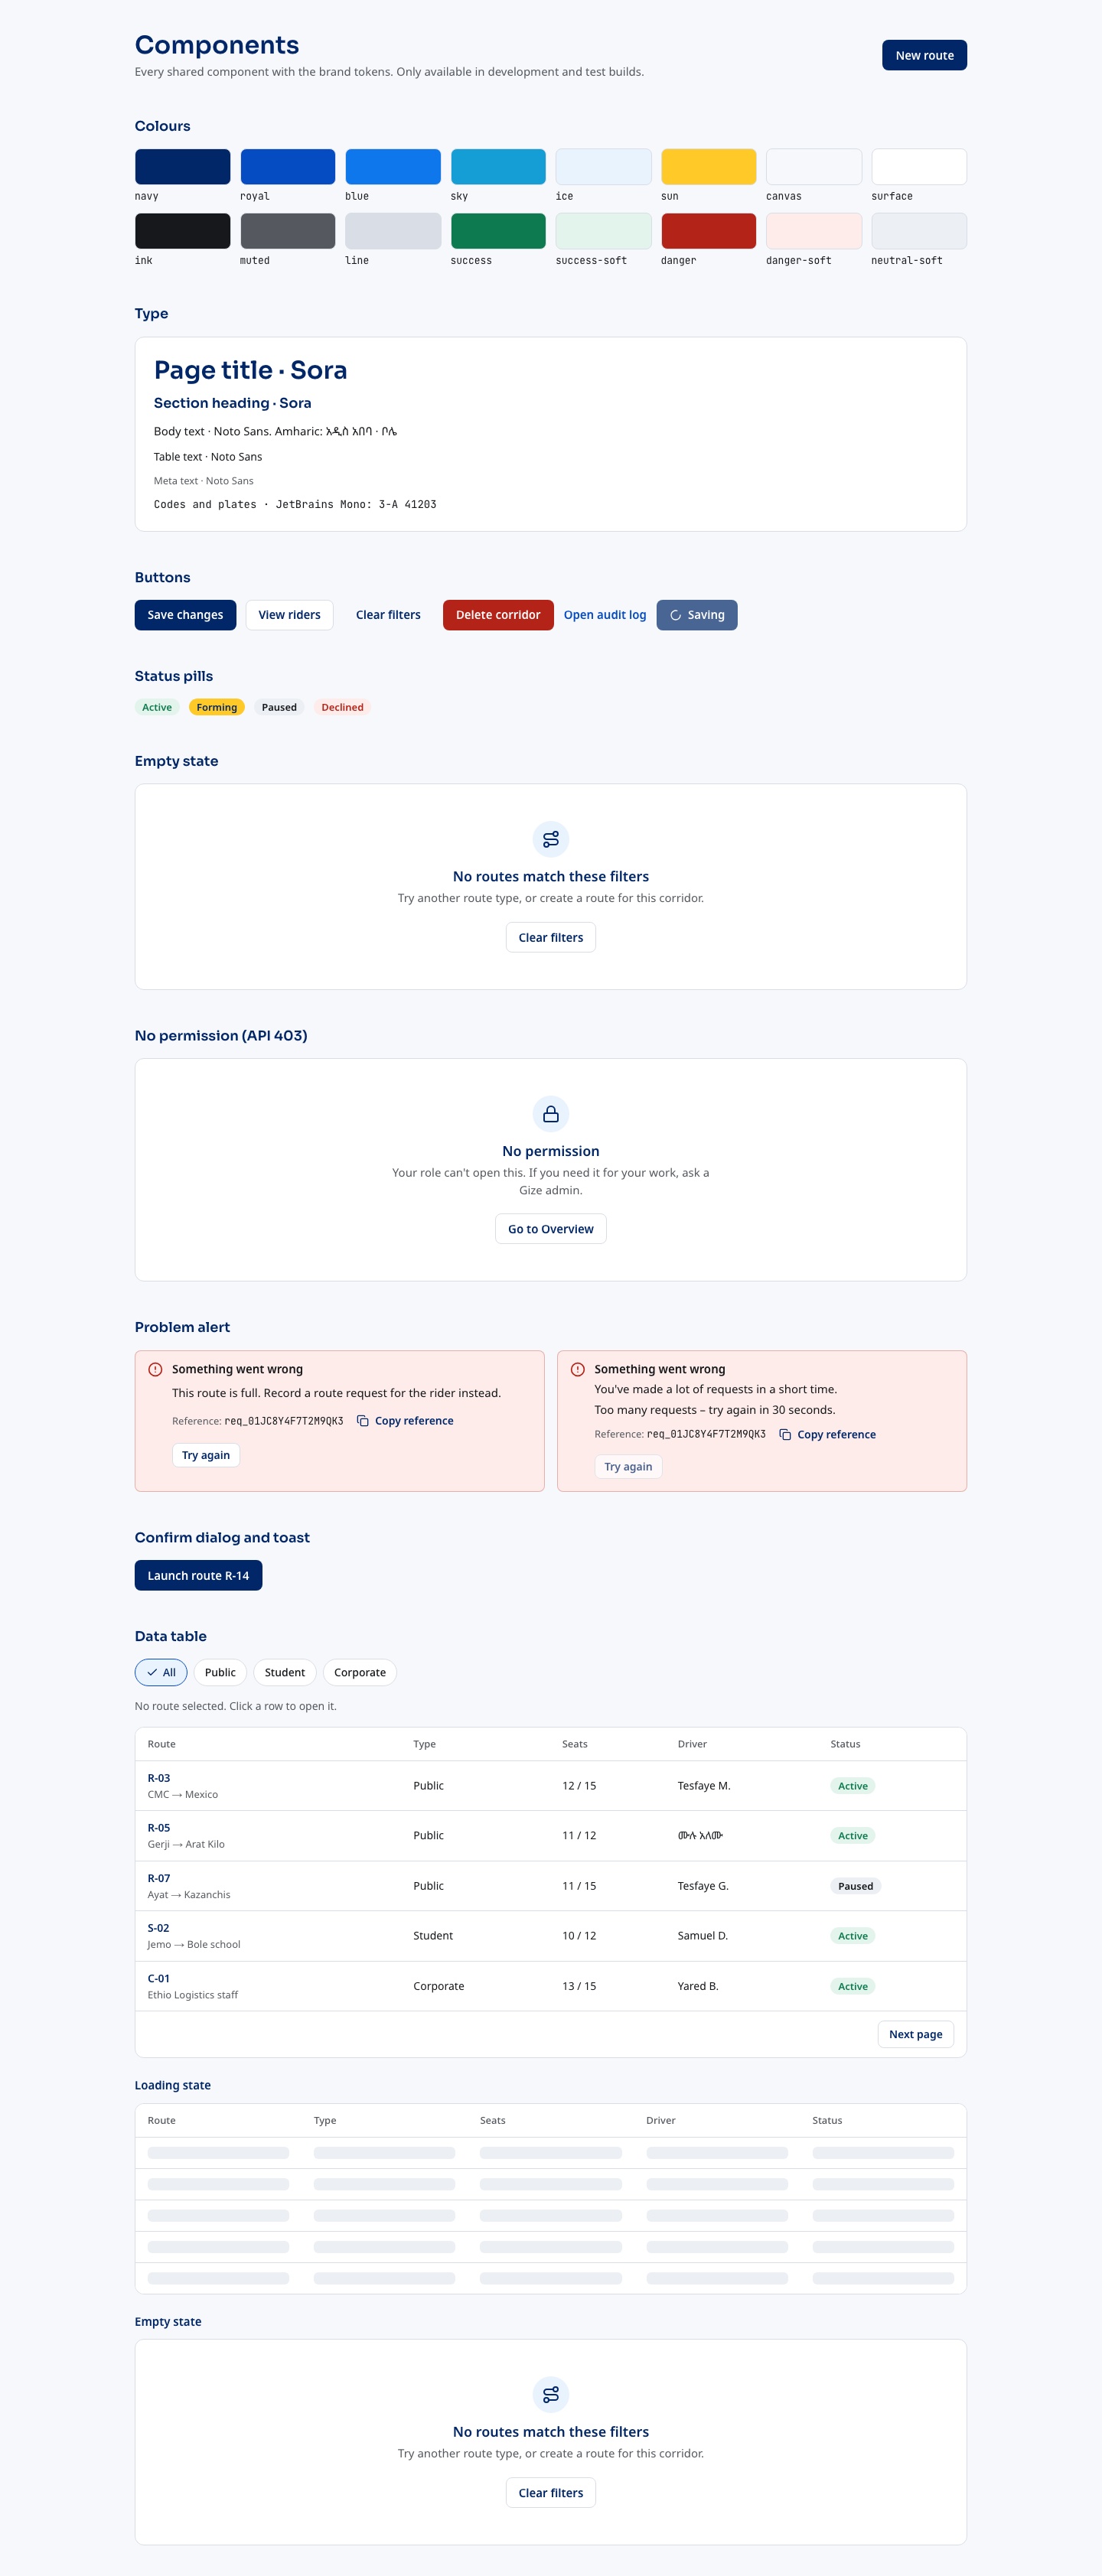 Components
Every shared component with the brand tokens. Only available in development and test builds.
New route
Colours
navy royal blue sky ice sun canvas surface
ink muted line success success-soft danger danger-soft neutral-soft
Type
Page title · Sora
Section heading · Sora
Body text · Noto Sans. Amharic: አዲስ አበባ · ቦሌ
Table text · Noto Sans
Meta text · Noto Sans
Codes and plates · JetBrains Mono: 3-A 41203
Buttons
Save changes View riders Clear filters Delete corridor Open audit log Saving
Status pills
Active Forming Paused Declined
Empty state
No routes match these filters
Try another route type, or create a route for this corridor.
Clear filters
No permission (API 403)
No permission
Your role can't open this. If you need it for your work, ask a
Gize admin.
Go to Overview
Problem alert
Something went wrong
This route is full. Record a route request for the rider instead.
Reference: req_01JC8Y4F7T2M9QK3 Copy reference
Try again
Something went wrong
You've made a lot of requests in a short time.
Too many requests – try again in 30 seconds.
Reference: req_01JC8Y4F7T2M9QK3 Copy reference
Try again
Confirm dialog and toast
Launch route R-14
Data table
All Public Student Corporate
No route selected. Click a row to open it.
Route Type Seats Driver Status
R-03
CMC → Mexico
Public 12 / 15 Tesfaye M. Active
R-05
Gerji → Arat Kilo
Public 11 / 12 ሙሉ አለሙ Active
R-07
Ayat → Kazanchis
Public 11 / 15 Tesfaye G. Paused
S-02
Jemo → Bole school
Student 10 / 12 Samuel D. Active
C-01
Ethio Logistics staff
Corporate 13 / 15 Yared B. Active
Next page
Loading state
Route Type Seats Driver Status
Empty state
No routes match these filters
Try another route type, or create a route for this corridor.
Clear filters